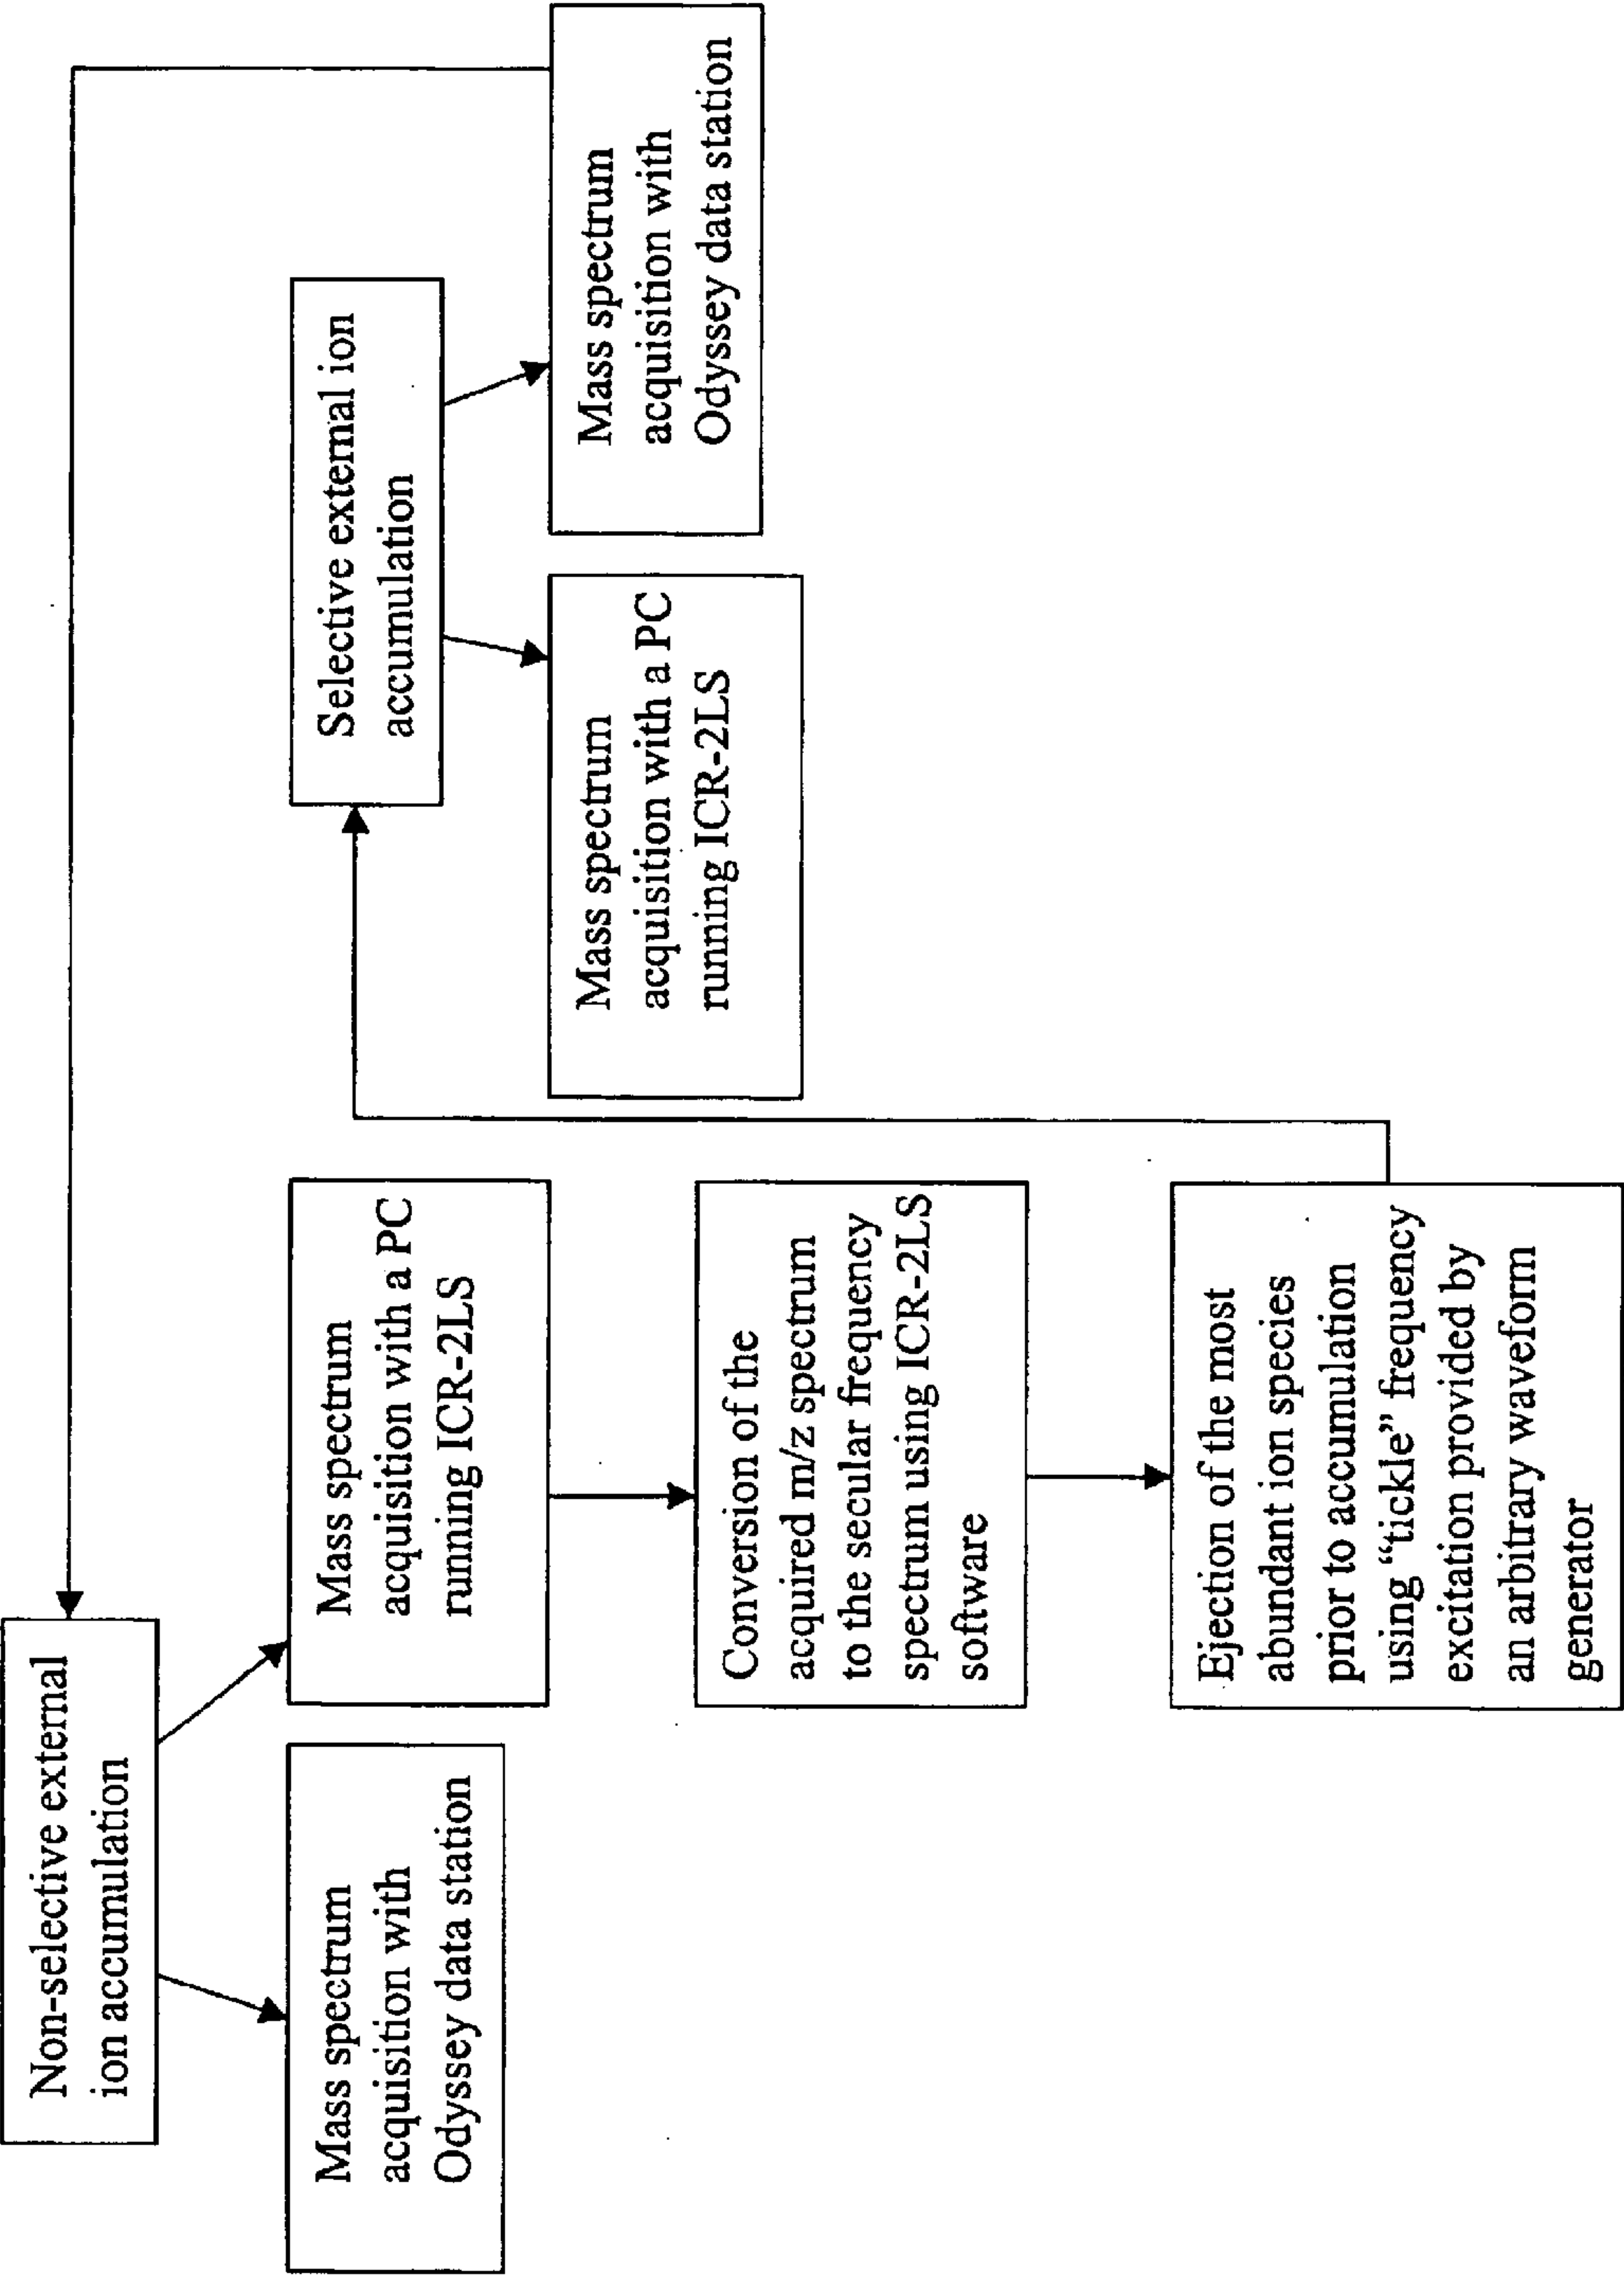 Non-selective external
ion accumulation
Mass spectrum
acquisition with
Odyssey data station
Mass spectrum
acquisition with a PC
running ICR-2LS
Conversion of the
acquired m/z spectrum
to the secular frequency
spectrum using ICR-2LS
software
Ejection of the most
abundant ion species
prior to accumulation
using “tickle” frequency
excitation provided by
an arbitrary waveform
generator
Selective external ion
accumulation
Mass spectrum
acquisition with a PC
running ICR-2LS
Mass spectrum
acquisition with
Odyssey data station